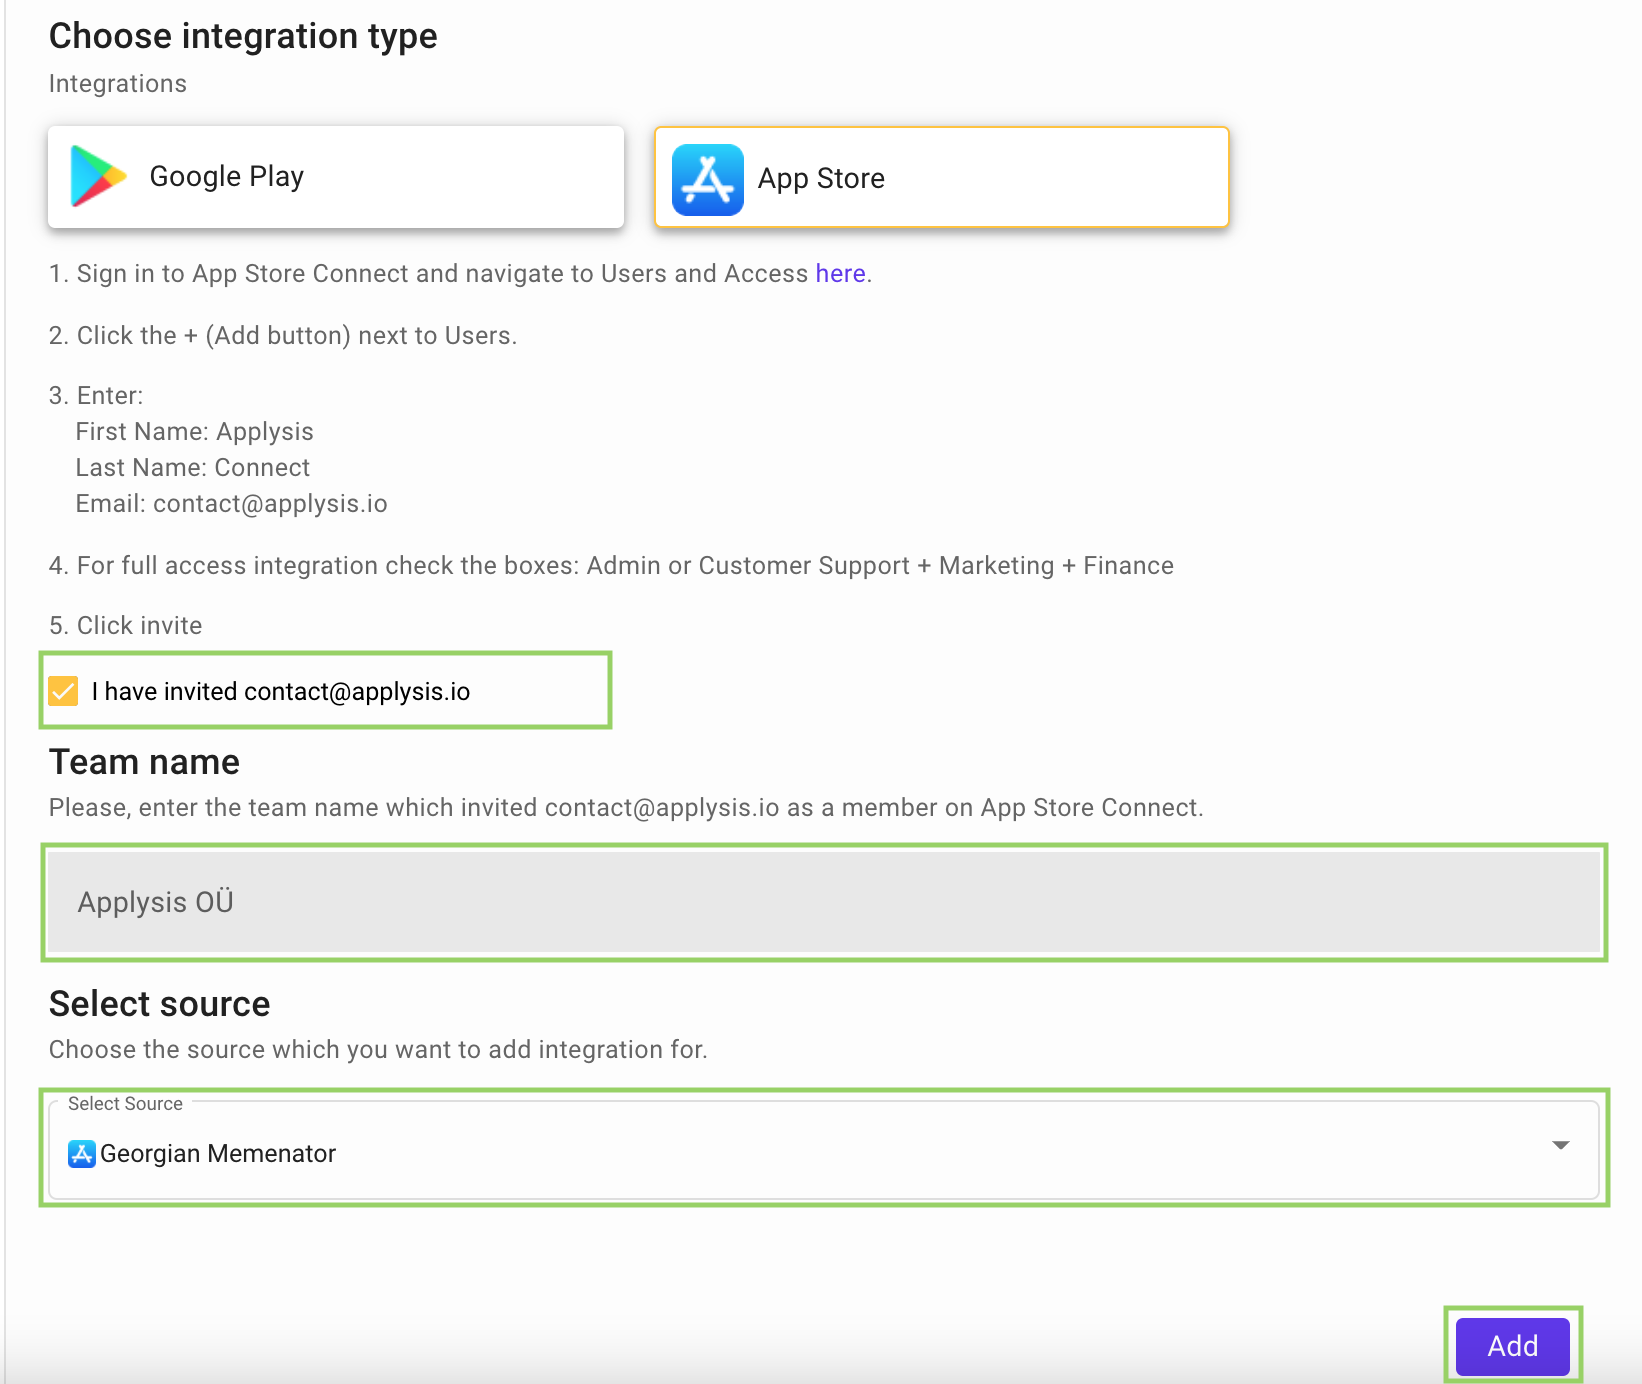 Choose integration type
Integrations
Google Play
App Store
1. Sign in to App Store Connect and navigate to Users and Access here.
2. Click the + (Add button) next to Users.
3. Enter:
First Name: Applysis
Last Name: Connect
Email: contact@applysis.io
4. For full access integration check the boxes: Admin or Customer Support + Marketing + Finance
5. Click invite
I have invited contact@applysis.io
Team name
Please, enter the team name which invited contact@applysis.io as a member on App Store Connect.
Applysis OÜ
Select source
Choose the source which you want to add integration for.
Select Source
Georgian Memenator
Add